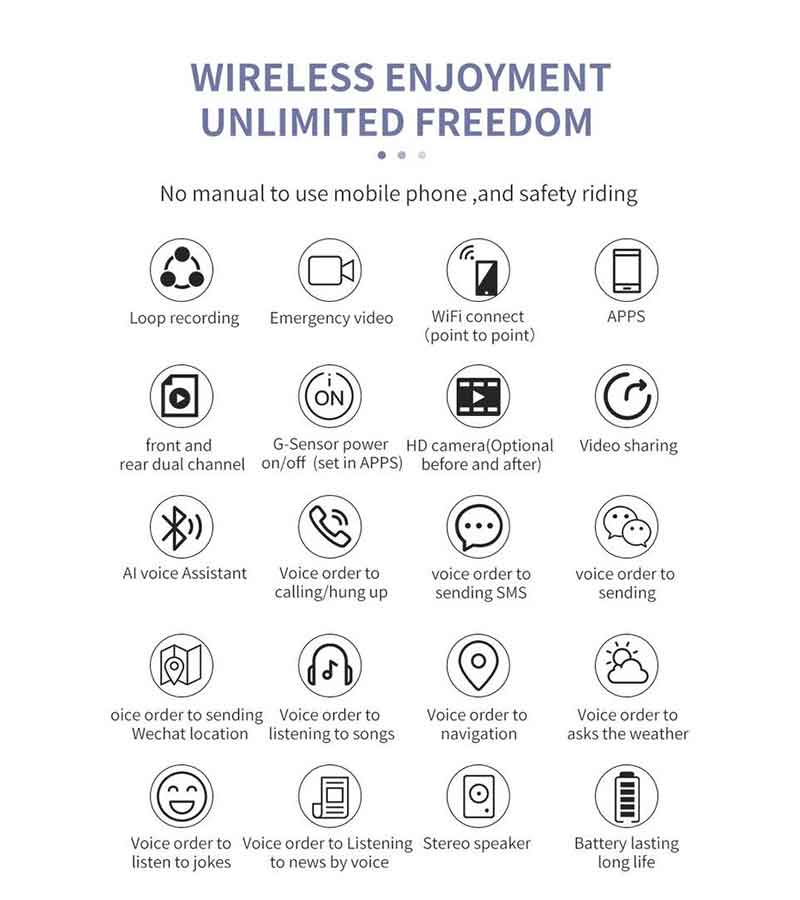 WIRELESS ENJOYMENT
UNLIMITED FREEDOM
No manual to use mobile phone ,and safety riding
Loop recording
Emergency video
WiFi connect
(point to point)
APPS
front and
rear dual channel
G-Sensor power
on/off (set in APPS)
HD camera(Optional
before and after)
Video sharing
i
ON
AI voice Assistant
Voice order to
calling/hung up
voice order to
sending SMS
voice order to
sending
oice order to sending
Wechat location
Voice order to
listening to songs
Voice order to
navigation
Voice order to
asks the weather
Voice order to
listen to jokes
Voice order to Listening
to news by voice
Stereo speaker
Battery lasting
long life